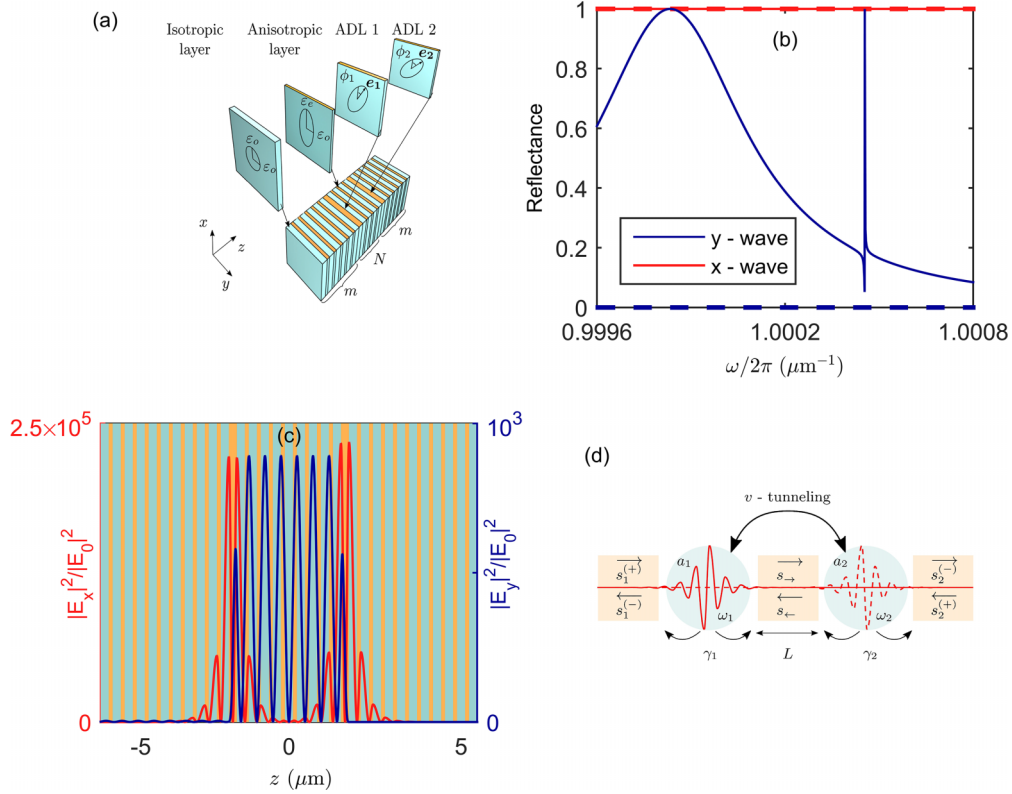 (a)
Isotropic layer
Anisotropic layer
ADL 1
ADL 2
ϕ₁
e₁
ϕ₂
e₂
εₑ
εₒ
εₒ
εₒ
x
z
y
m
N
m
(b)
Reflectance
1
0.8
0.6
0.4
0.2
0
y - wave
x - wave
0.9996
1.0002
1.0008
ω/2π (μm⁻¹)
(c)
2.5×10⁵
0
|Eₓ|²/|E₀|²
10³
0
|E_y|²/|E₀|²
-5
0
5
z (μm)
(d)
v - tunneling
a₁
a₂
s₁⁽⁺⁾
s₁⁽⁻⁾
s→
s←
s₂⁽⁻⁾
s₂⁽⁺⁾
ω₁
ω₂
γ₁
L
γ₂